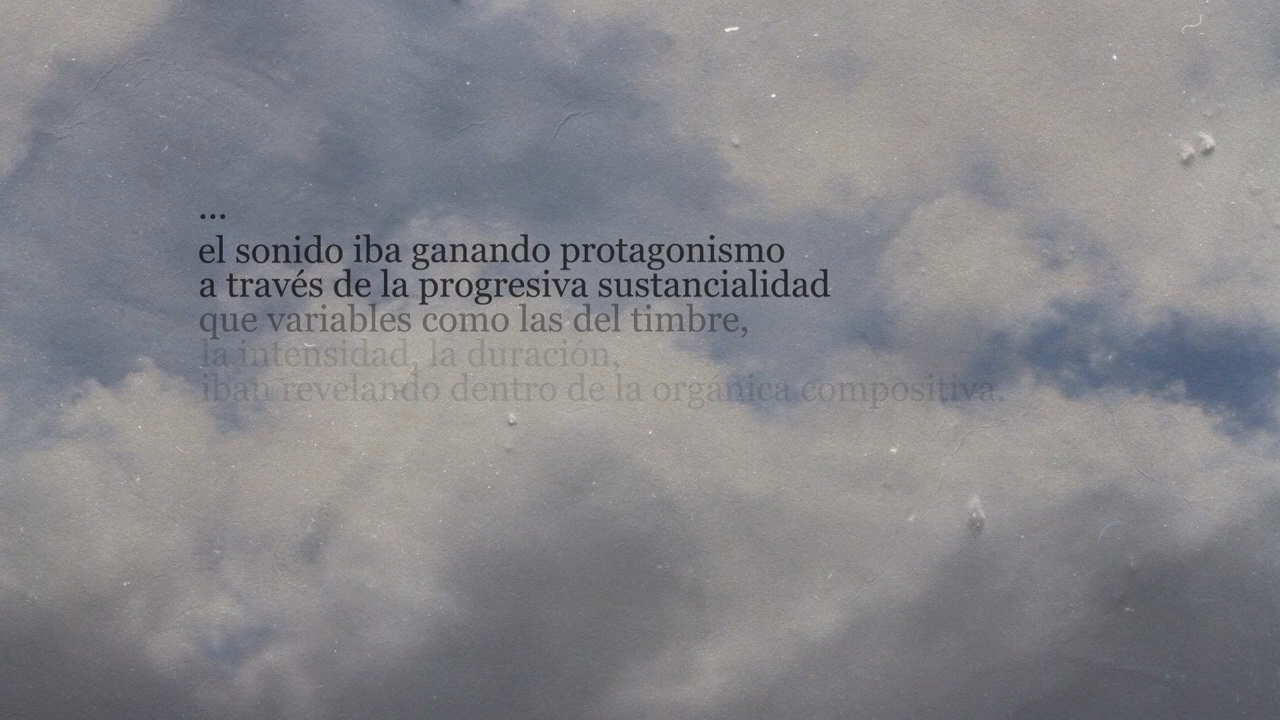 ...
el sonido iba ganando protagonismo
a través de la progresiva sustancialidad
que variables como las del timbre,
la intensidad, la duración,
iban revelando dentro de la orgánica compositiva.